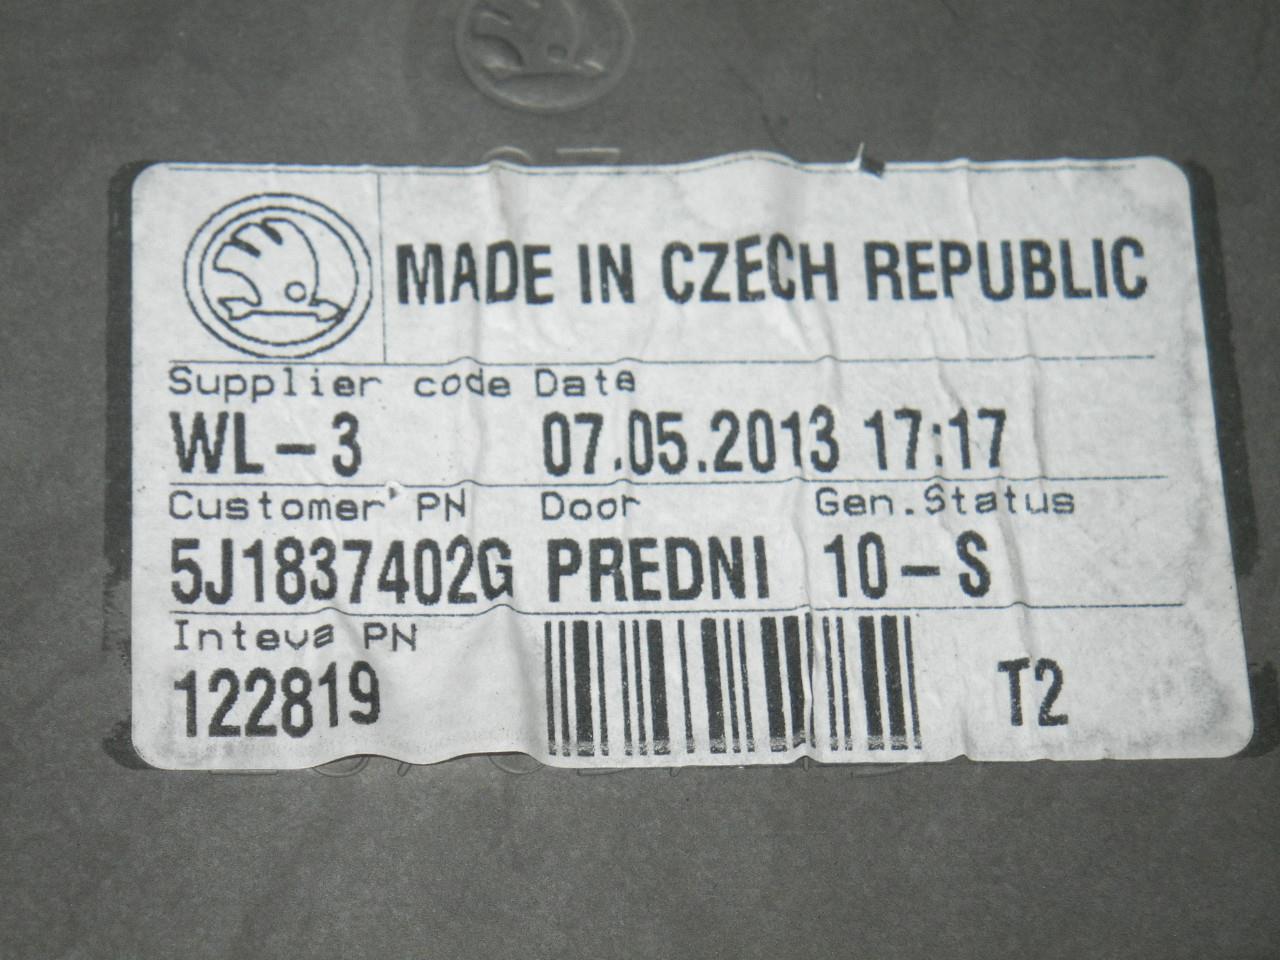 MADE IN CZECH REPUBLIC
Supplier code Date
WL-3 07.05.2013 17:17
Customer PN Door Gen.Status
5J1837402G PREDNI 10-S
Inteva PN
122819 T2